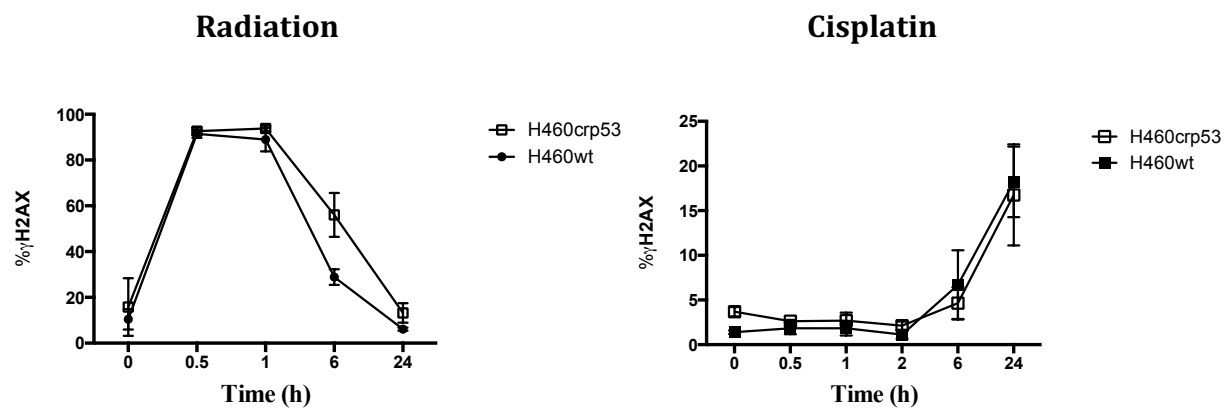 Radiation
Cisplatin
%γH2AX
100
80
60
40
20
0
0 0.5 1 6 24
Time (h)
H460crp53
H460wt
%γH2AX
25
20
15
10
5
0
0 0.5 1 2 6 24
Time (h)
H460crp53
H460wt